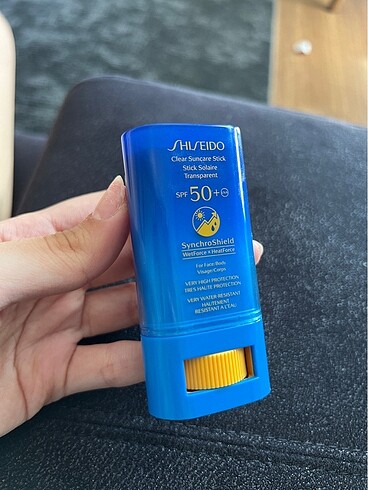 SHISEIDO
Clear Suncare Stick
Stick Solaire
Transparent
SPF 50+
SynchroShield
WetForce × HeatForce
For Face/Body
Visage/Corps
VERY HIGH PROTECTION
TRÈS HAUTE PROTECTION
VERY WATER-RESISTANT
HAUTEMENT
RÉSISTANT À L'EAU